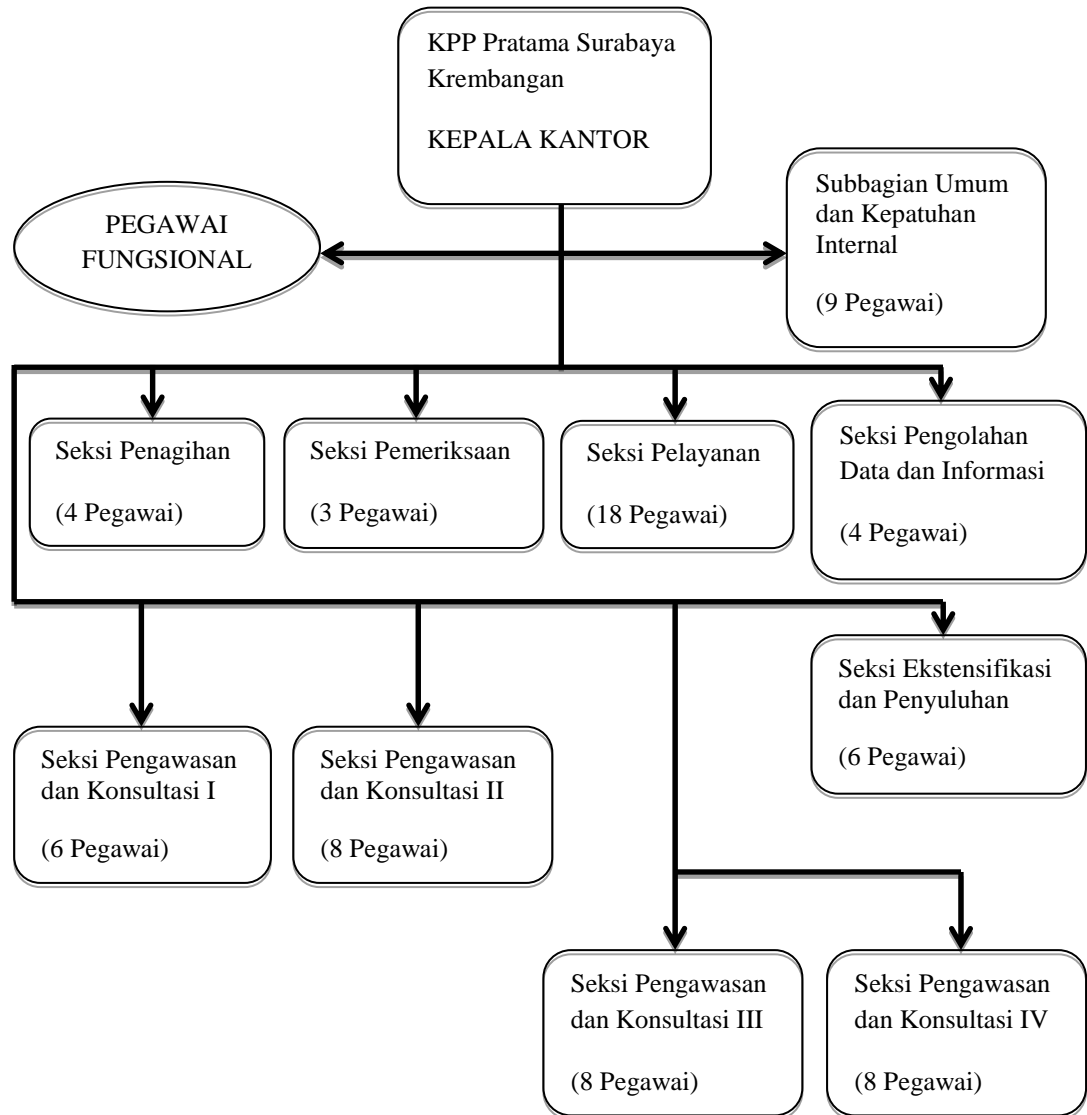 KPP Pratama Surabaya
Krembangan
KEPALA KANTOR
PEGAWAI
FUNGSIONAL
Subbagian Umum
dan Kepatuhan
Internal
(9 Pegawai)
Seksi Penagihan
(4 Pegawai)
Seksi Pemeriksaan
(3 Pegawai)
Seksi Pelayanan
(18 Pegawai)
Seksi Pengolahan
Data dan Informasi
(4 Pegawai)
Seksi Ekstensifikasi
dan Penyuluhan
(6 Pegawai)
Seksi Pengawasan
dan Konsultasi I
(6 Pegawai)
Seksi Pengawasan
dan Konsultasi II
(8 Pegawai)
Seksi Pengawasan
dan Konsultasi III
(8 Pegawai)
Seksi Pengawasan
dan Konsultasi IV
(8 Pegawai)